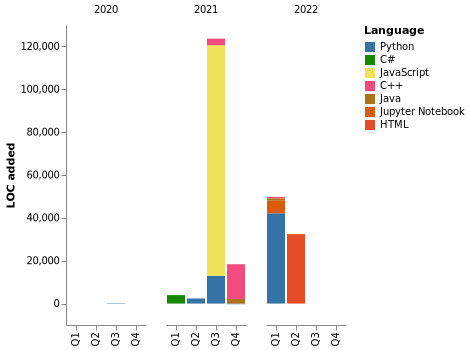 2020 2021 2022
Language
Python
C#
JavaScript
C++
Java
Jupyter Notebook
HTML
LOC added
120,000
100,000
80,000
60,000
40,000
20,000
0
Q1 Q2 Q3 Q4 Q1 Q2 Q3 Q4 Q1 Q2 Q3 Q4